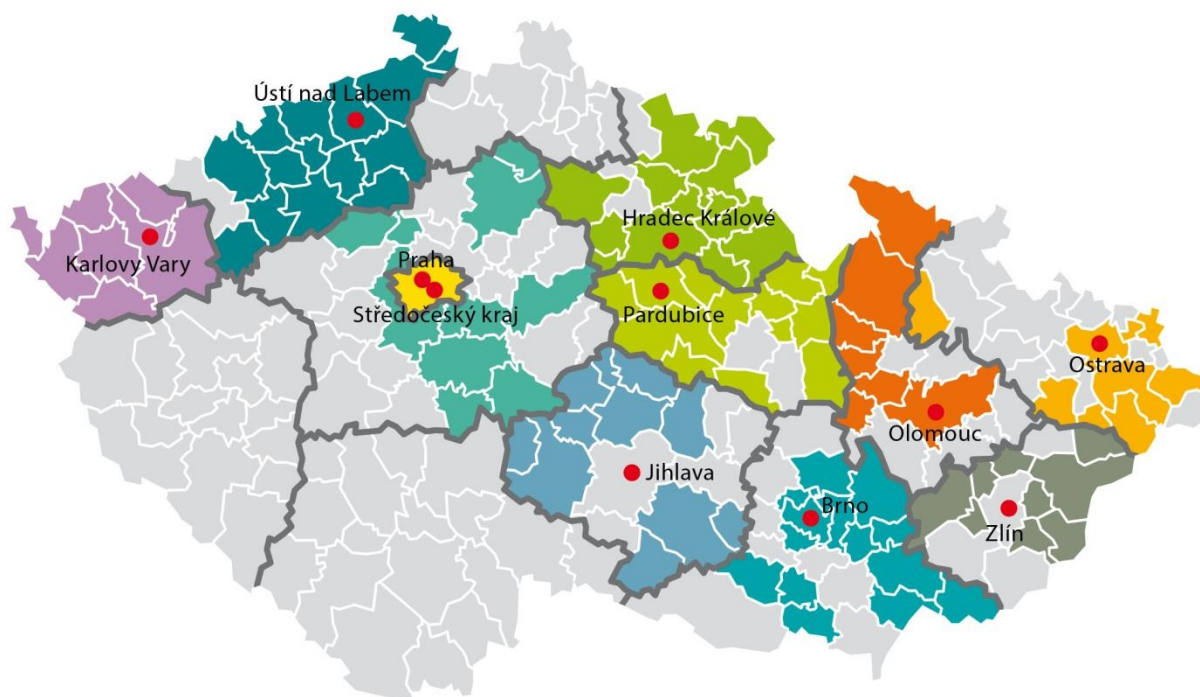 Ústí nad Labem
Karlovy Vary
Praha
Středočeský kraj
Hradec Králové
Pardubice
Jihlava
Brno
Olomouc
Ostrava
Zlín